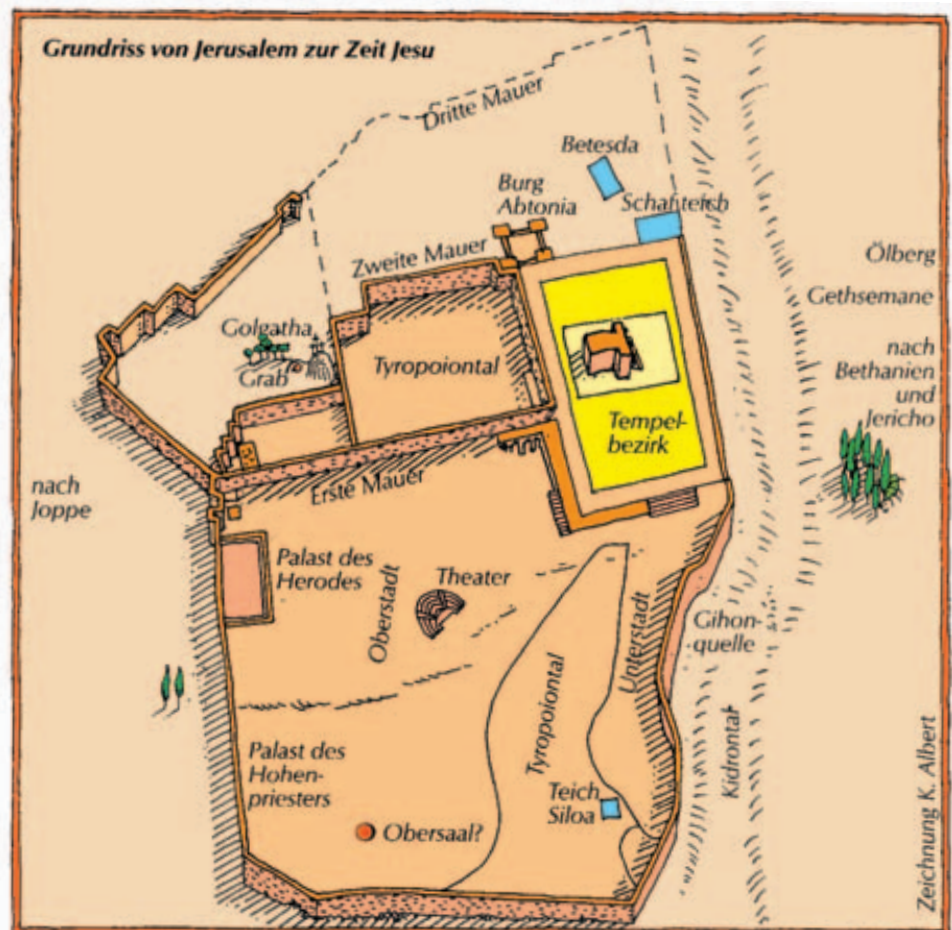 Grundriss von Jerusalem zur Zeit Jesu
Dritte Mauer
Betesda
Burg
Abtonia
Schafteich
Zweite Mauer
Ölberg
Gethsemane
Golgatha
Grab
Tyropoiontal
nach
Bethanien
und
Jericho
Tempel-
bezirk
nach
Joppe
Erste Mauer
Palast des
Herodes
Oberstadt
Theater
Unterstadt
Gihon-
quelle
Tyropoiontal
Kidrontal
Palast des
Hohen-
priesters
Teich
Siloa
Obersaal?
Zeichnung K. Albert